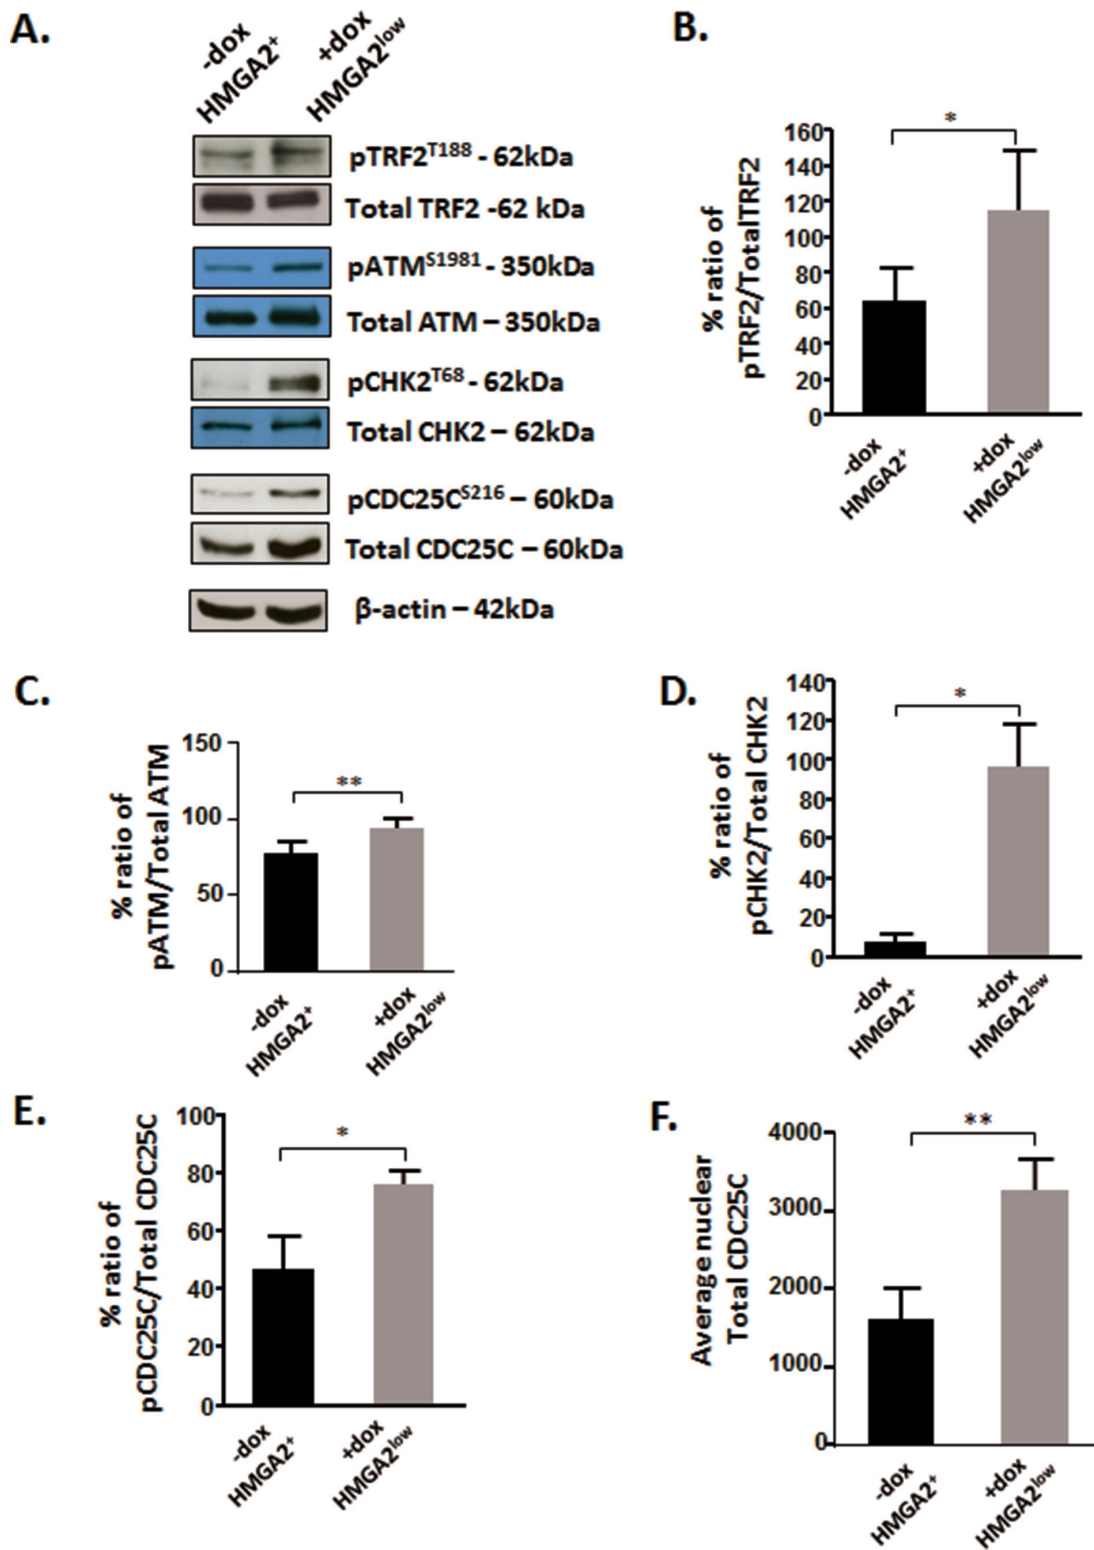 A.
-dox
HMGA2⁺
+dox
HMGA2ˡᵒʷ
pTRF2ᵀ¹⁸⁸ - 62kDa
Total TRF2 -62 kDa
pATMˢ¹⁹⁸¹ - 350kDa
Total ATM – 350kDa
pCHK2ᵀ⁶⁸ - 62kDa
Total CHK2 – 62kDa
pCDC25Cˢ²¹⁶ – 60kDa
Total CDC25C – 60kDa
β-actin – 42kDa
B.
% ratio of
pTRF2/TotalTRF2
160
140
120
100
80
60
40
20
0
*
-dox
HMGA2⁺
+dox
HMGA2ˡᵒʷ
C.
% ratio of
pATM/Total ATM
150
100
50
0
**
-dox
HMGA2⁺
+dox
HMGA2ˡᵒʷ
D.
% ratio of
pCHK2/Total CHK2
140
120
100
80
60
40
20
0
*
-dox
HMGA2⁺
+dox
HMGA2ˡᵒʷ
E.
% ratio of
pCDC25C/Total CDC25C
100
80
60
40
20
0
*
-dox
HMGA2⁺
+dox
HMGA2ˡᵒʷ
F.
Average nuclear
Total CDC25C
4000
3000
2000
1000
0
**
-dox
HMGA2⁺
+dox
HMGA2ˡᵒʷ